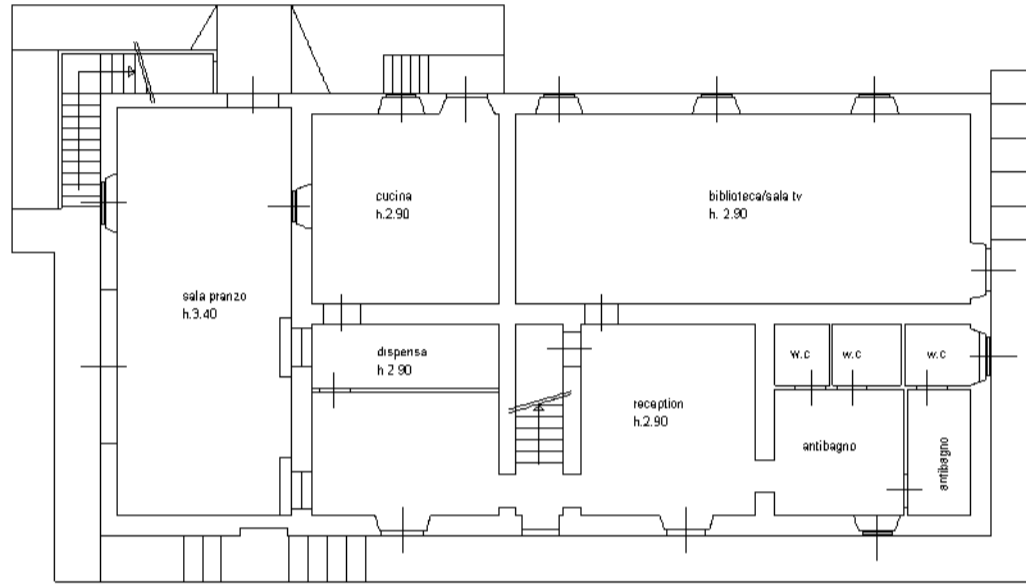 cucina
h.2.90
biblioteca/sala tv
h. 2.90
sala pranzo
h.3.40
dispensa
h 2 90
w.c
w.c
w.c
reception
h.2.90
antibagno
antibagno